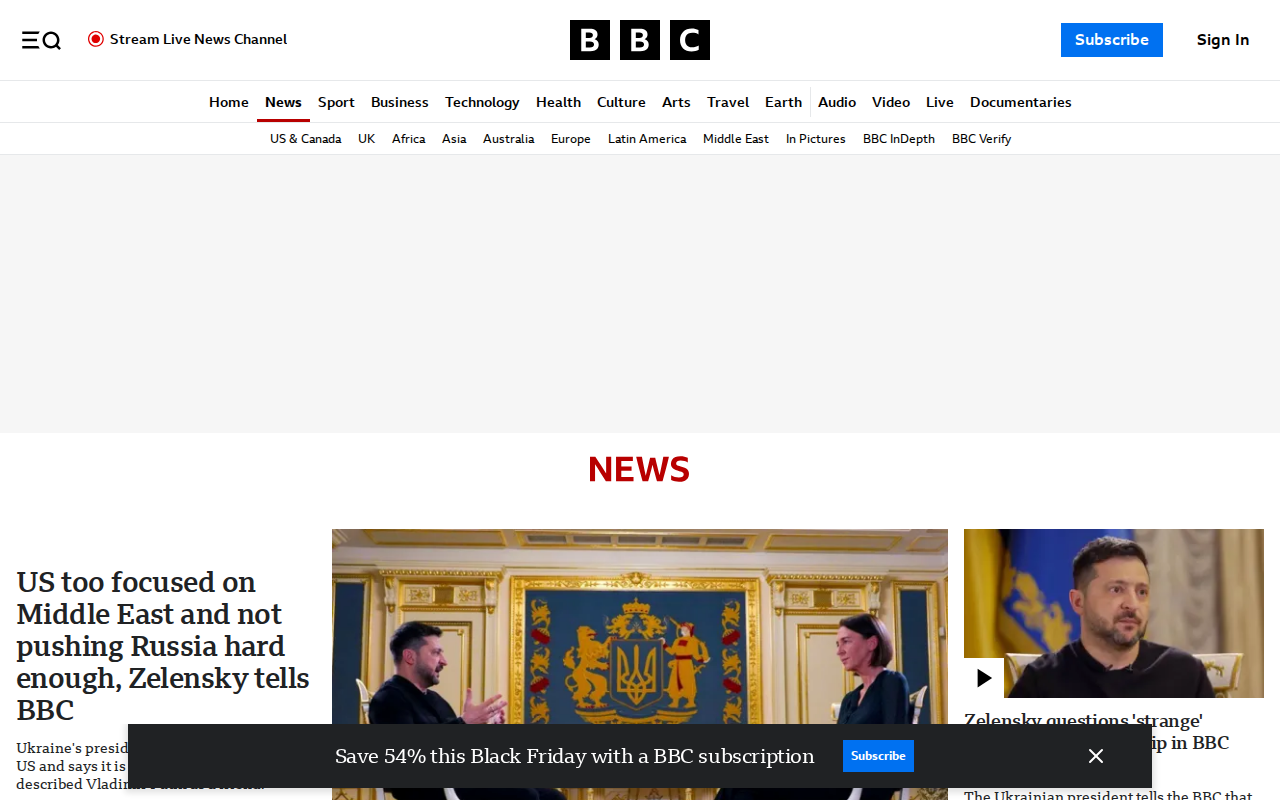 Stream Live News Channel
BBC
Subscribe
Sign In
Home
News
Sport
Business
Technology
Health
Culture
Arts
Travel
Earth
Audio
Video
Live
Documentaries
US & Canada
UK
Africa
Asia
Australia
Europe
Latin America
Middle East
In Pictures
BBC InDepth
BBC Verify
NEWS
US too focused on
Middle East and not
pushing Russia hard
enough, Zelensky tells
BBC
Ukraine's
US and says it is
described
Zelensky questions 'strange'
in BBC
The Ukrainian president tells the BBC that
Save 54% this Black Friday with a BBC subscription
Subscribe